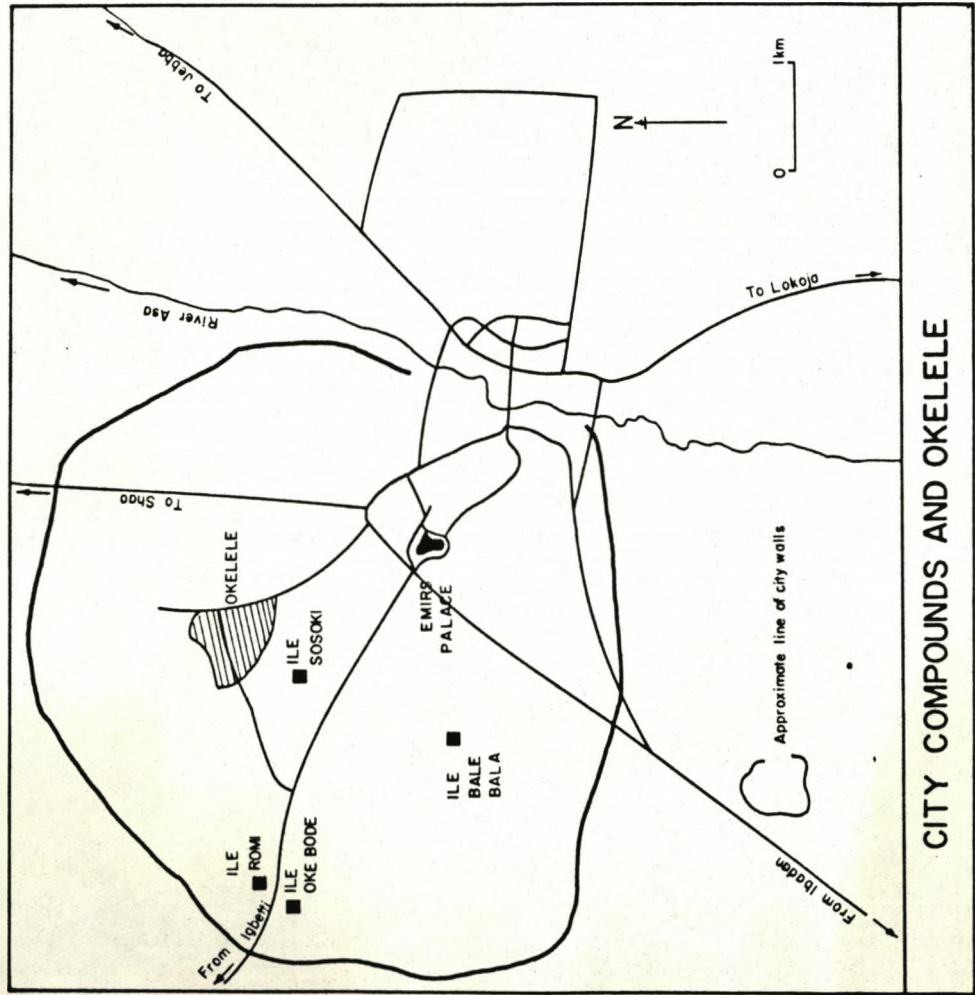 To Jebba
River Asa
To Shao
N
0 1km
To Lokoja
OKELELE
ILE
SOSOKI
EMIRS
PALACE
ILE
ROMI
ILE
OKE BODE
From Igbeti
ILE
BALE
BALA
Approximate line of city walls
From Ibadan
CITY COMPOUNDS AND OKELELE